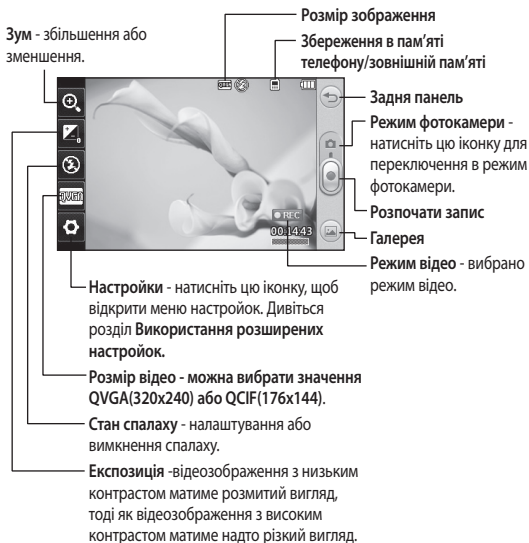 Розмір зображення
Збереження в пам’яті
телефону/зовнішній пам’яті
Зум - збільшення або
зменшення.
Задня панель
Режим фотокамери -
натисніть цю іконку для
переключення в режим
фотокамери.
Розпочати запис
Галерея
Режим відео - вибрано
режим відео.
QVGA
REC
00:14:43
Настройки - натисніть цю іконку, щоб
відкрити меню настройок. Дивіться
розділ Використання розширених
настройок.
Розмір відео - можна вибрати значення
QVGA(320x240) або QCIF(176x144).
Стан спалаху - налаштування або
вимкнення спалаху.
Експозиція -відеозображення з низьким
контрастом матиме розмитий вигляд,
тоді як відеозображення з високим
контрастом матиме надто різкий вигляд.